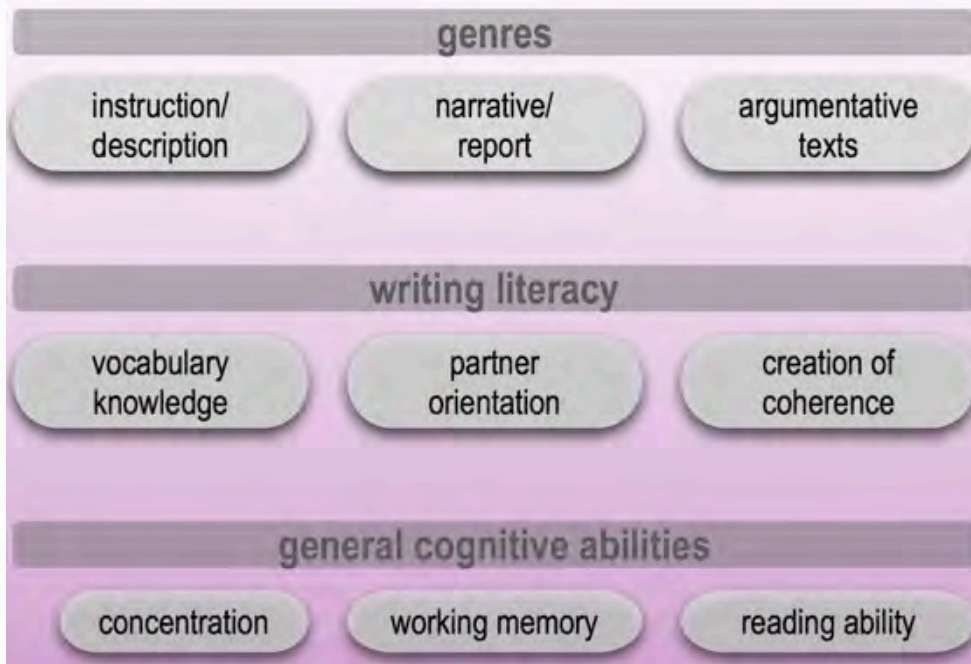 genres
instruction/
description
narrative/
report
argumentative
texts
writing literacy
vocabulary
knowledge
partner
orientation
creation of
coherence
general cognitive abilities
concentration
working memory
reading ability